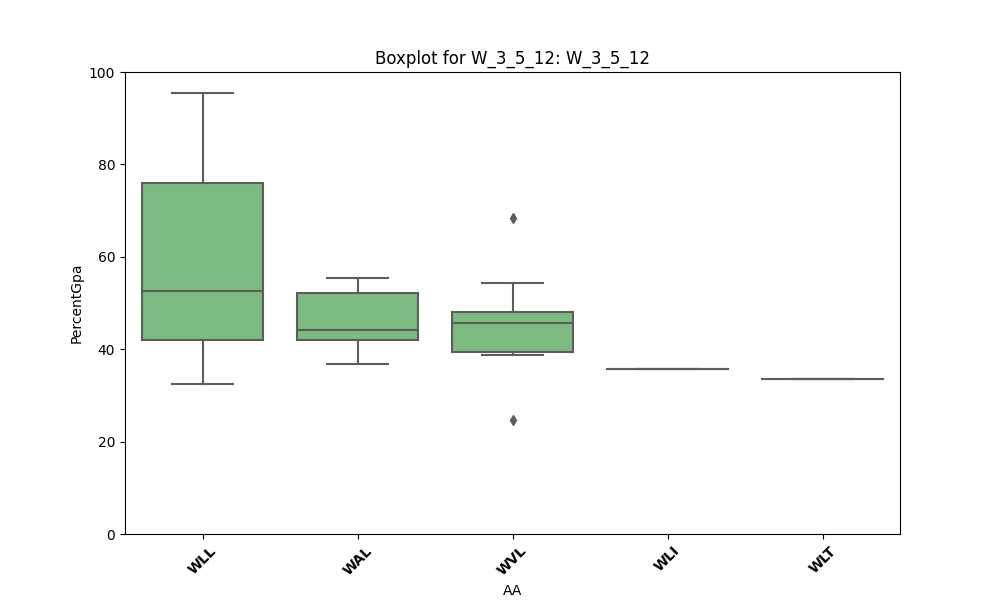 Boxplot for W_3_5_12: W_3_5_12
100
80
60
40
20
0
PercentGpa
WLL
WAL
WVL
WLI
WLT
AA